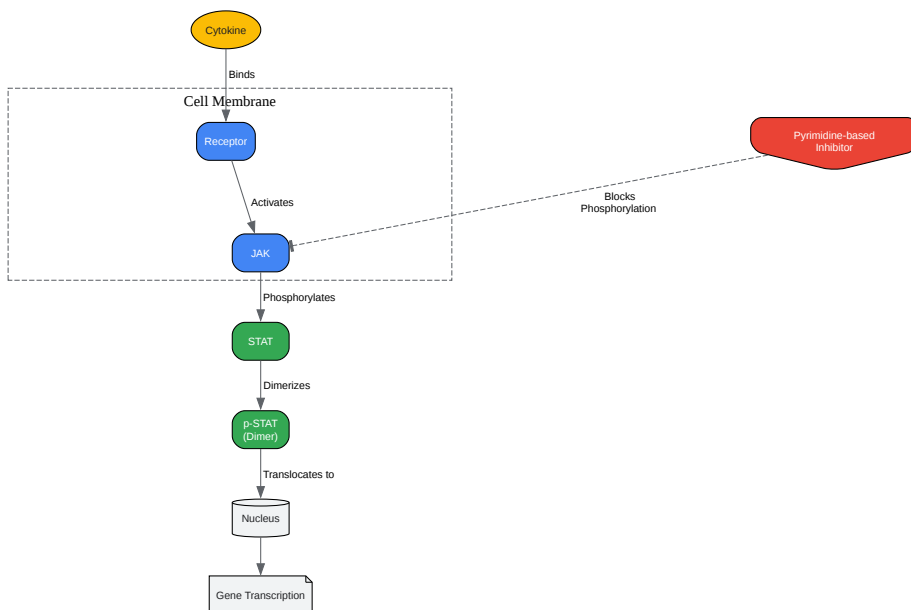 Cytokine
Binds
Cell Membrane
Receptor
Pyrimidine-based
Inhibitor
Activates
Blocks
Phosphorylation
JAK
Phosphorylates
STAT
Dimerizes
p-STAT
(Dimer)
Translocates to
Nucleus
Gene Transcription